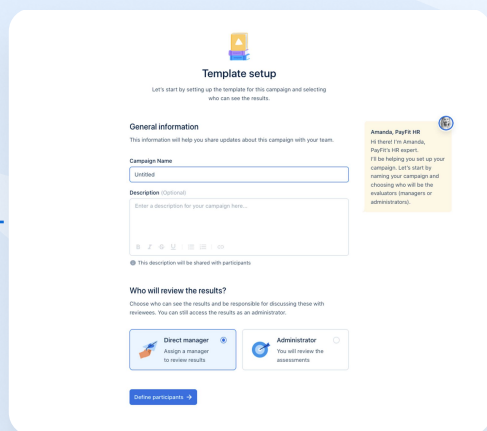 Template setup
Let's start by setting up the template for this campaign and selecting
who can see the results.
General information
This information will help you share updates about this campaign with your team.
Campaign Name
Untitled
Description (Optional)
Enter a description for your campaign here...
B I S U
This description will be shared with participants
Who will review the results?
Choose who can see the results and be responsible for discussing these with
reviewees. You can still access the results as an administrator.
Direct manager
Assign a manager
to review results
Administrator
You will review the
assessments
Define participants →
Amanda, PayFit HR
Hi there! I'm Amanda,
PayFit's HR expert.
I'll be helping you set up your
campaign. Let's start by
naming your campaign and
choosing who will be the
evaluators (managers or
administrators).